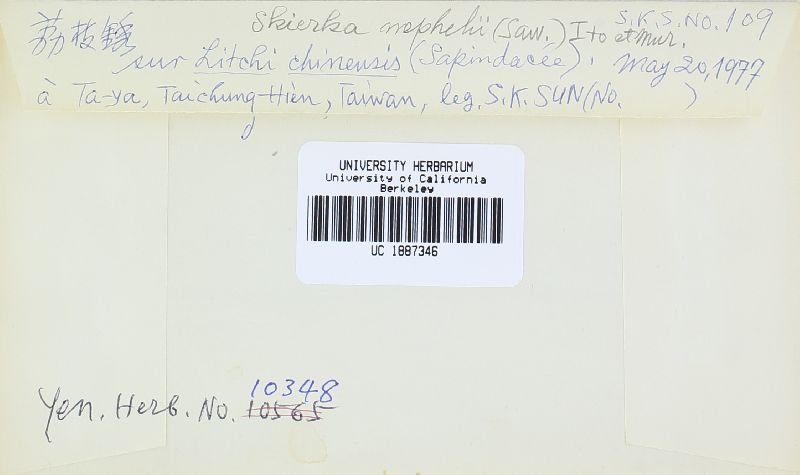 Skierka nephelii (Saw.) Ito et Mur. S.K.S. NO. 109
荔枝銹
sur Litchi chinensis (Sapindacée). May 20, 1977
à Ta-ya, Taichung-Hien, Taiwan, leg. S.K. SUN (No. )
UNIVERSITY HERBARIUM
University of California
Berkeley
UC 1887346
10348
Yen. Herb. No. 10565